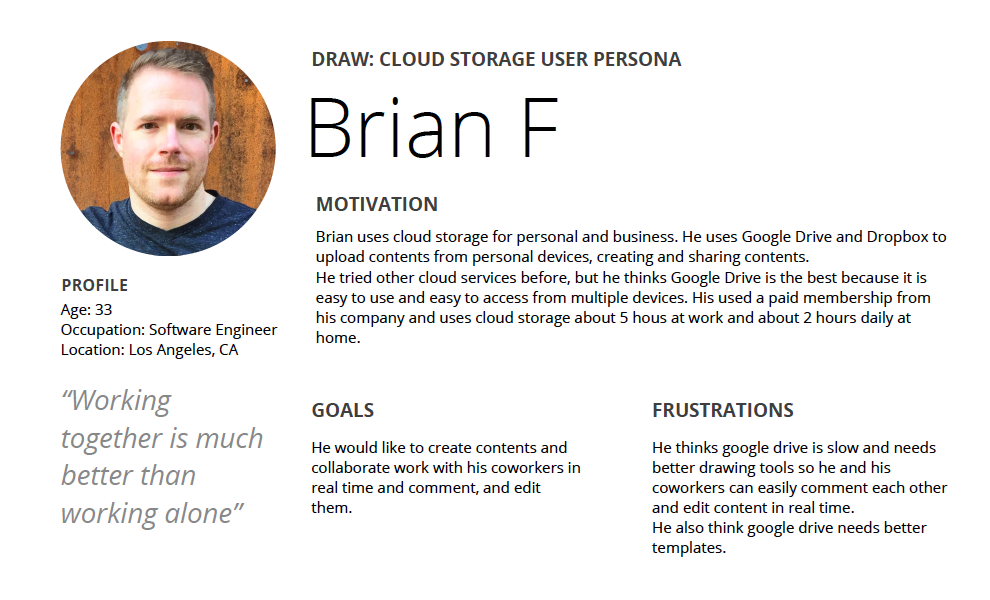 DRAW: CLOUD STORAGE USER PERSONA
Brian F
MOTIVATION
Brian uses cloud storage for personal and business. He uses Google Drive and Dropbox to
upload contents from personal devices, creating and sharing contents.
He tried other cloud services before, but he thinks Google Drive is the best because it is
easy to use and easy to access from multiple devices. His used a paid membership from
his company and uses cloud storage about 5 hous at work and about 2 hours daily at
home.
PROFILE
Age: 33
Occupation: Software Engineer
Location: Los Angeles, CA
“Working
together is much
better than
working alone”
GOALS
He would like to create contents and
collaborate work with his coworkers in
real time and comment, and edit
them.
FRUSTRATIONS
He thinks google drive is slow and needs
better drawing tools so he and his
coworkers can easily comment each other
and edit content in real time.
He also think google drive needs better
templates.